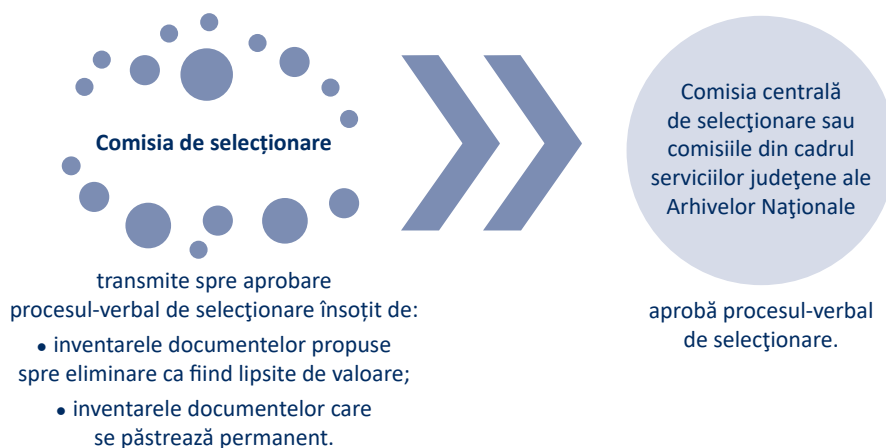 Comisia de selecționare
transmite spre aprobare
procesul-verbal de selecţionare însoțit de:
• inventarele documentelor propuse
spre eliminare ca fiind lipsite de valoare;
• inventarele documentelor care
se păstrează permanent.
Comisia centrală
de selecţionare sau
comisiile din cadrul
serviciilor judeţene ale
Arhivelor Naţionale
aprobă procesul-verbal
de selecţionare.